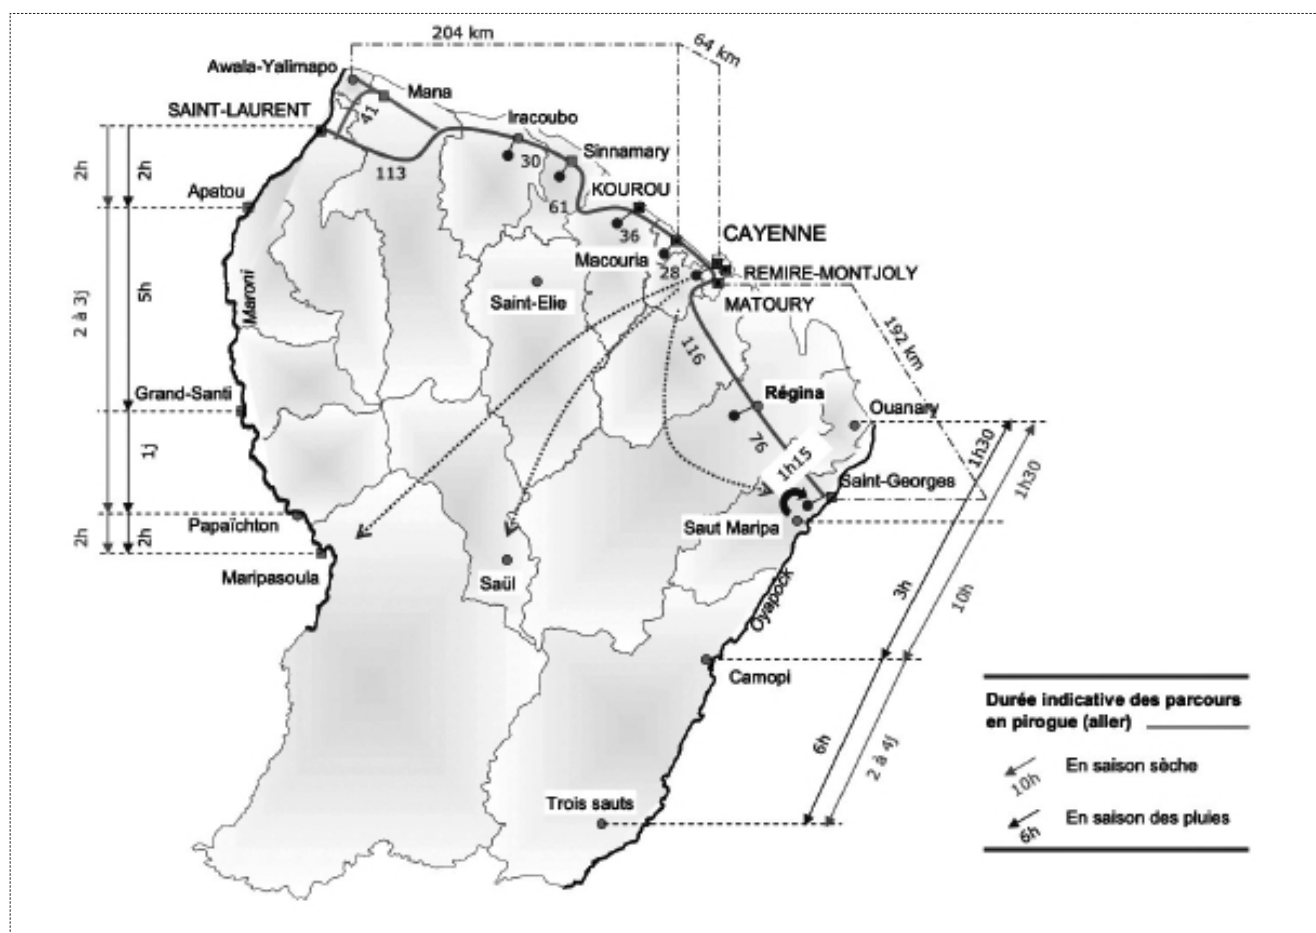 204 km
64 km
Awala-Yalimapo
Mana
SAINT-LAURENT
41
Iracoubo
113
30
Sinnamary
2h
2h
Apatou
KOUROU
61
36
CAYENNE
Macouria
28
REMIRE-MONTJOLY
Maroni
5h
2 à 3j
Saint-Elie
MATOURY
192 km
116
Grand-Santi
Régina
Ouanary
76
1h30
1h30
1j
1h15
Saint-Georges
Papaïchton
Saut Maripa
2h
2h
Maripasoula
Saül
Oyapock
3h
10h
Camopi
6h
2 à 4j
Trois sauts
Durée indicative des parcours
en pirogue (aller)
En saison sèche
10h
En saison des pluies
6h